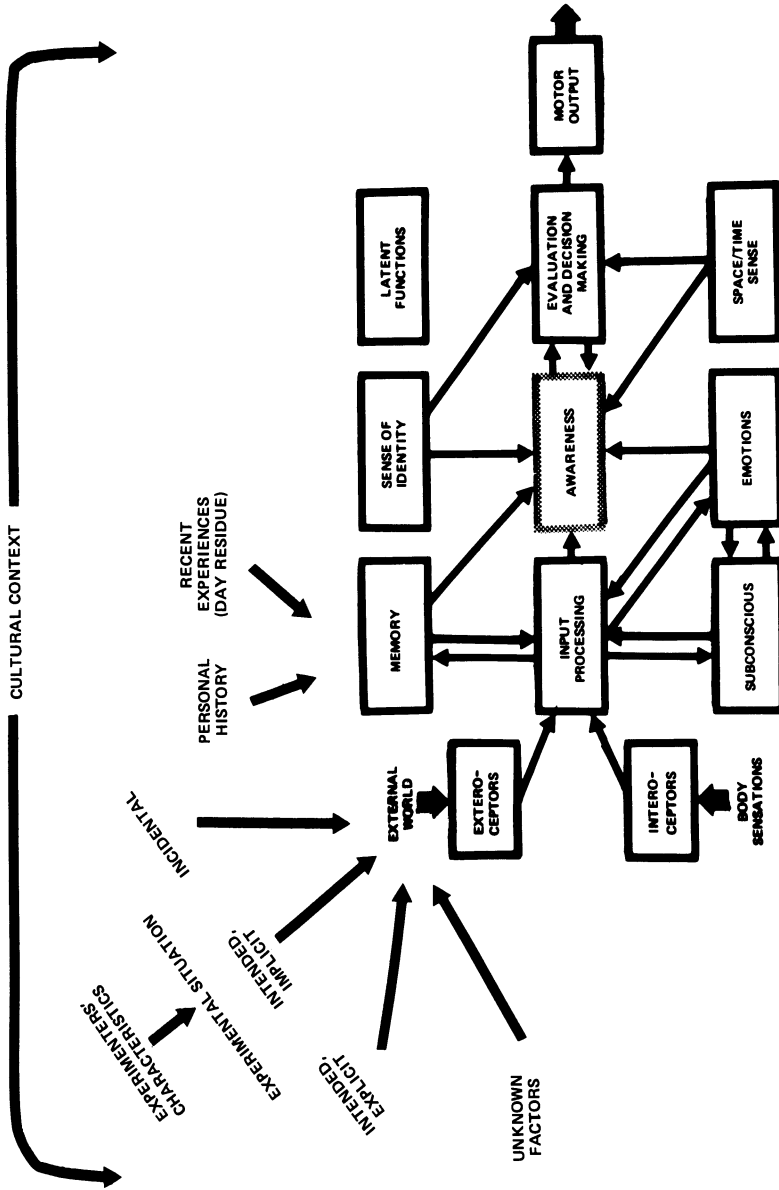 CULTURAL CONTEXT
EXPERIMENTERS'
CHARACTERISTICS
EXPERIMENTAL SITUATION
INCIDENTAL
INTENDED,
IMPLICIT
INTENDED,
EXPLICIT
UNKNOWN
FACTORS
PERSONAL
HISTORY
RECENT
EXPERIENCES
(DAY RESIDUE)
EXTERNAL
WORLD
EXTERO-
CEPTORS
INTERO-
CEPTORS
BODY
SENSATIONS
MEMORY
SENSE OF
IDENTITY
LATENT
FUNCTIONS
INPUT
PROCESSING
AWARENESS
EVALUATION
AND DECISION
MAKING
MOTOR
OUTPUT
SUBCONSCIOUS
EMOTIONS
SPACE/TIME
SENSE